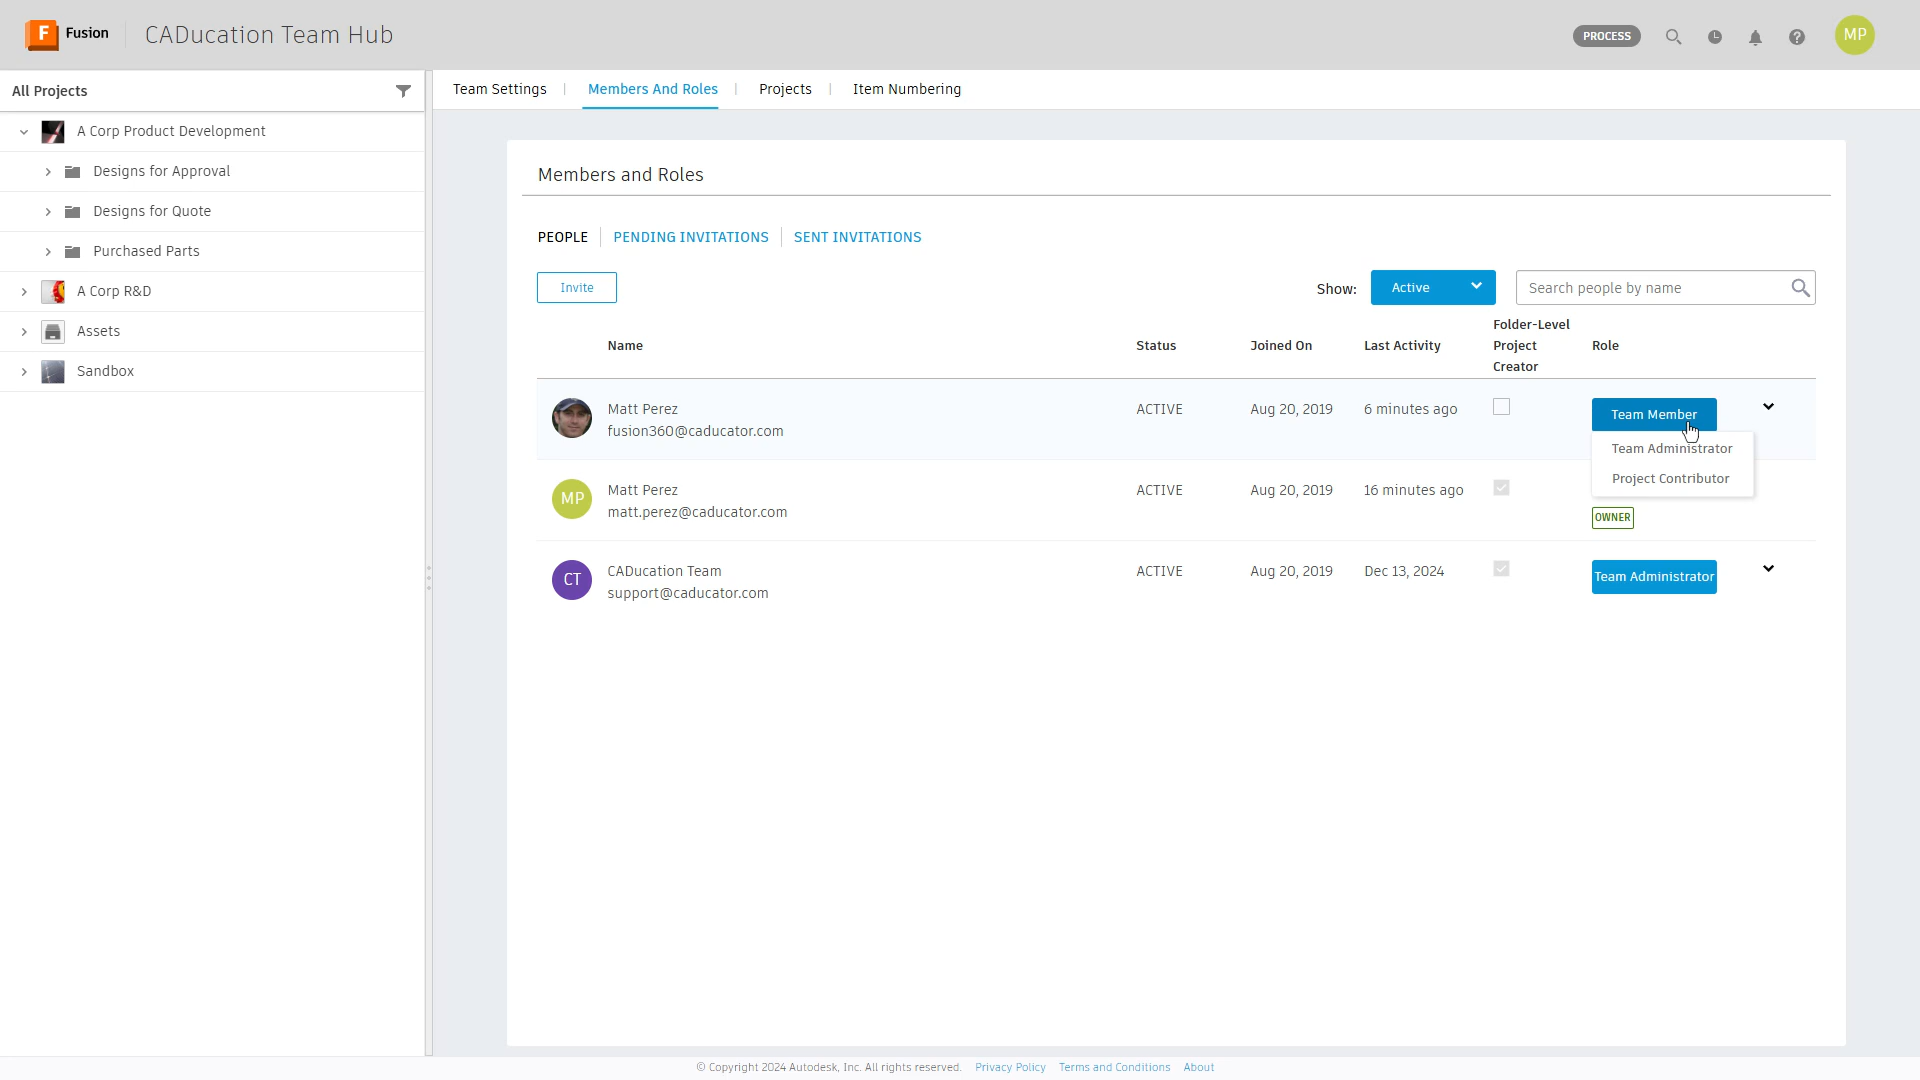 F Fusion
CADucation Team Hub
PROCESS
MP
All Projects
A Corp Product Development
Designs for Approval
Designs for Quote
Purchased Parts
A Corp R&D
Assets
Sandbox
Team Settings | Members And Roles | Projects | Item Numbering
Members and Roles
PEOPLE
PENDING INVITATIONS
SENT INVITATIONS
Invite
Show:
Active
Search people by name
Name
Status
Joined On
Last Activity
Folder-Level
Project
Creator
Role
Matt Perez
fusion360@caducator.com
ACTIVE
Aug 20, 2019
6 minutes ago
Team Member
Team Administrator
Project Contributor
MP
Matt Perez
matt.perez@caducator.com
ACTIVE
Aug 20, 2019
16 minutes ago
OWNER
CT
CADucation Team
support@caducator.com
ACTIVE
Aug 20, 2019
Dec 13, 2024
Team Administrator
© Copyright 2024 Autodesk, Inc. All rights reserved. Privacy Policy Terms and Conditions About